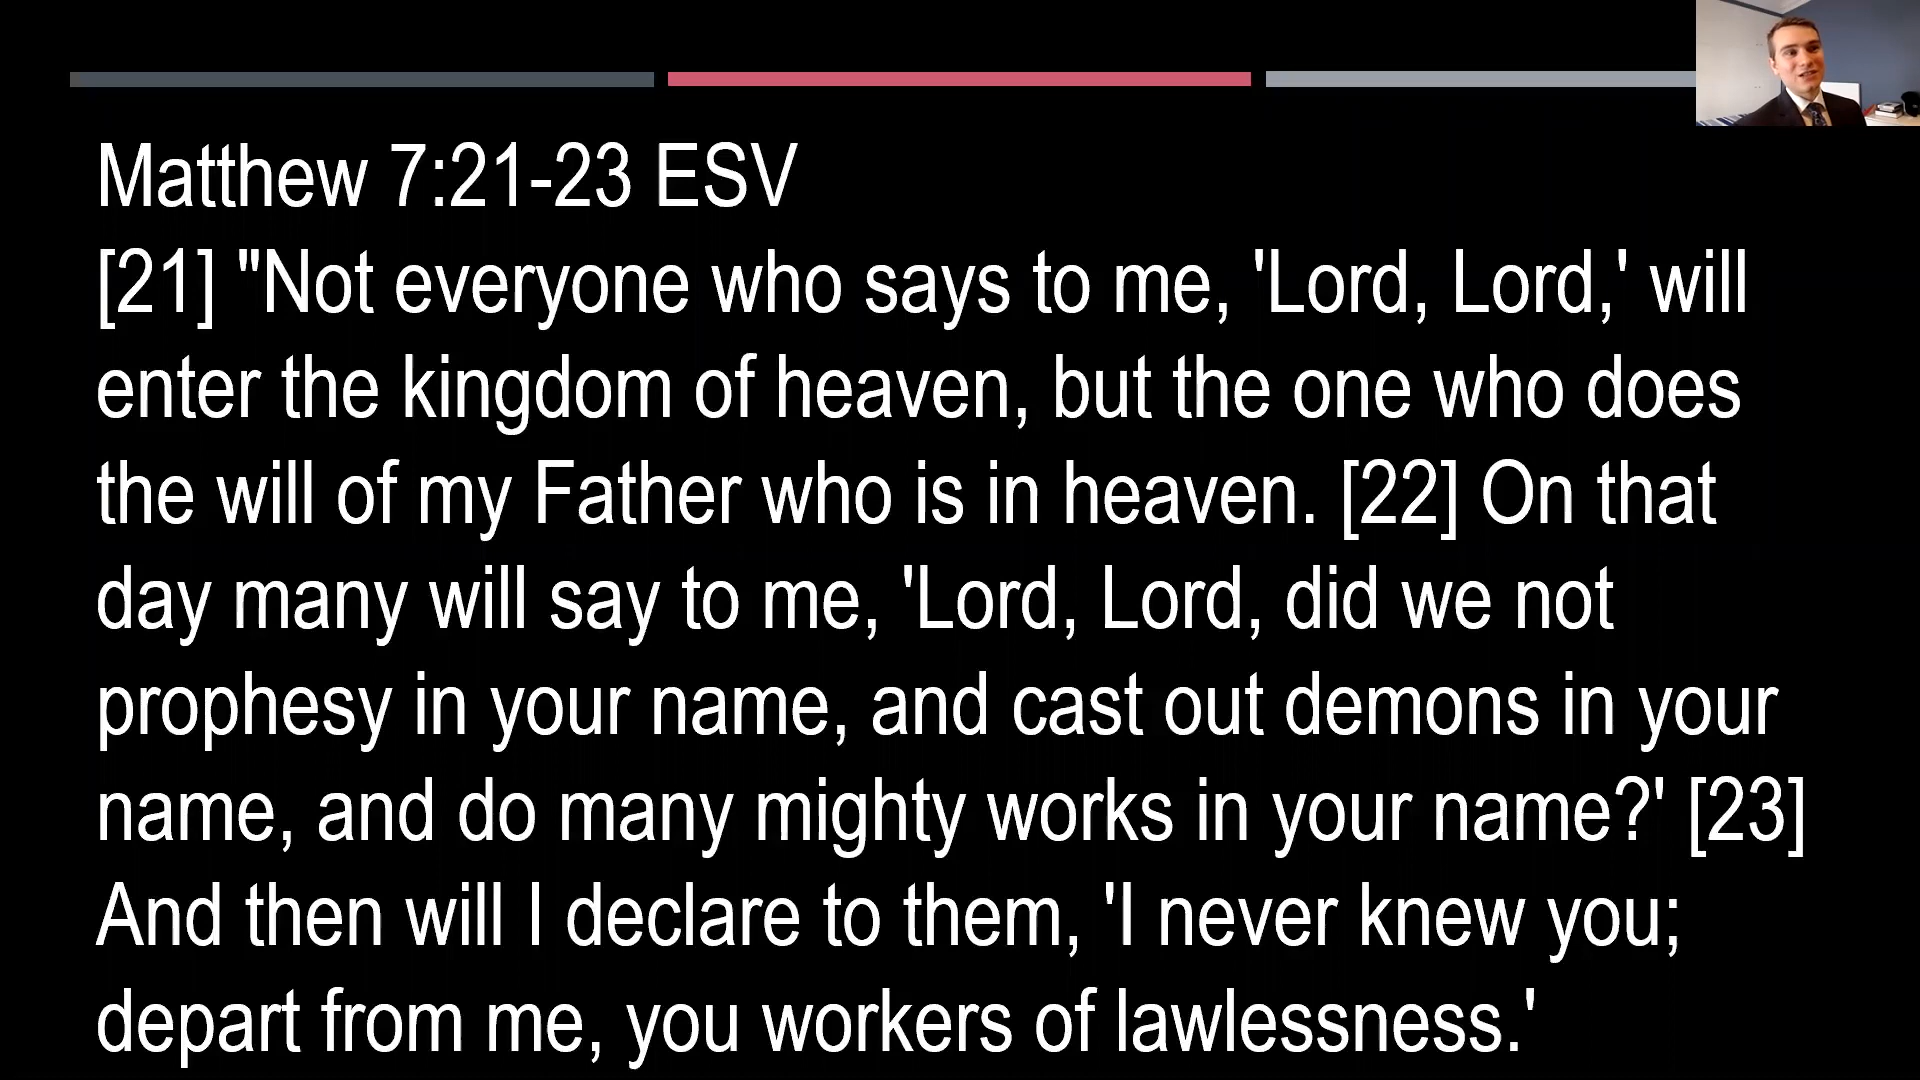 Matthew 7:21-23 ESV
[21] "Not everyone who says to me, 'Lord, Lord,' will
enter the kingdom of heaven, but the one who does
the will of my Father who is in heaven. [22] On that
day many will say to me, 'Lord, Lord, did we not
prophesy in your name, and cast out demons in your
name, and do many mighty works in your name?' [23]
And then will I declare to them, 'I never knew you;
depart from me, you workers of lawlessness.'